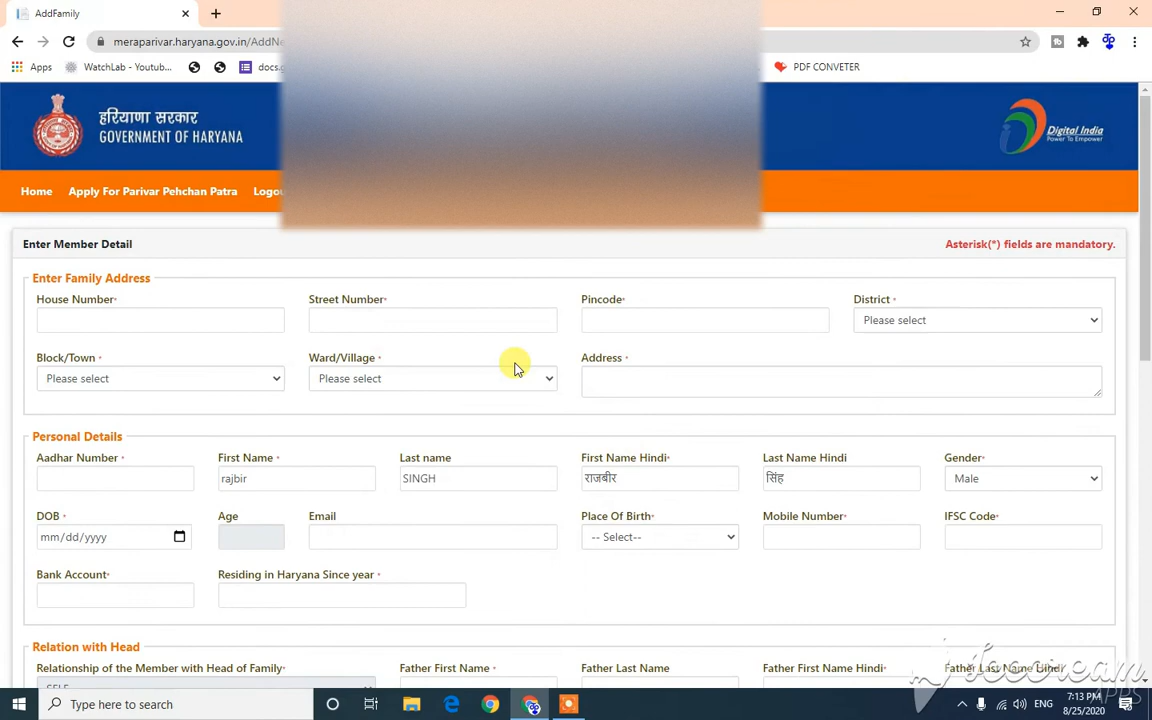 AddFamily
meraparivar.haryana.gov.in/AddNe
Apps WatchLab - Youtub... docs.g PDF CONVETER
हरियाणा सरकार
GOVERNMENT OF HARYANA
Digital India
Power To Empower
Home Apply For Parivar Pehchan Patra Logou
Enter Member Detail Asterisk(*) fields are mandatory.
Enter Family Address
House Number* Street Number* Pincode* District *
Please select
Block/Town * Ward/Village * Address *
Please select Please select
Personal Details
Aadhar Number * First Name * Last name First Name Hindi* Last Name Hindi Gender*
rajbir SINGH राजबीर सिंह Male
DOB * Age Email Place Of Birth* Mobile Number* IFSC Code*
mm/dd/yyyy -- Select--
Bank Account* Residing in Haryana Since year *
Relation with Head
Relationship of the Member with Head of Family* Father First Name * Father Last Name Father First Name Hindi* Father Last Name Hindi
SELF
Icecream
APPS
Type here to search ENG 7:13 PM
8/25/2020